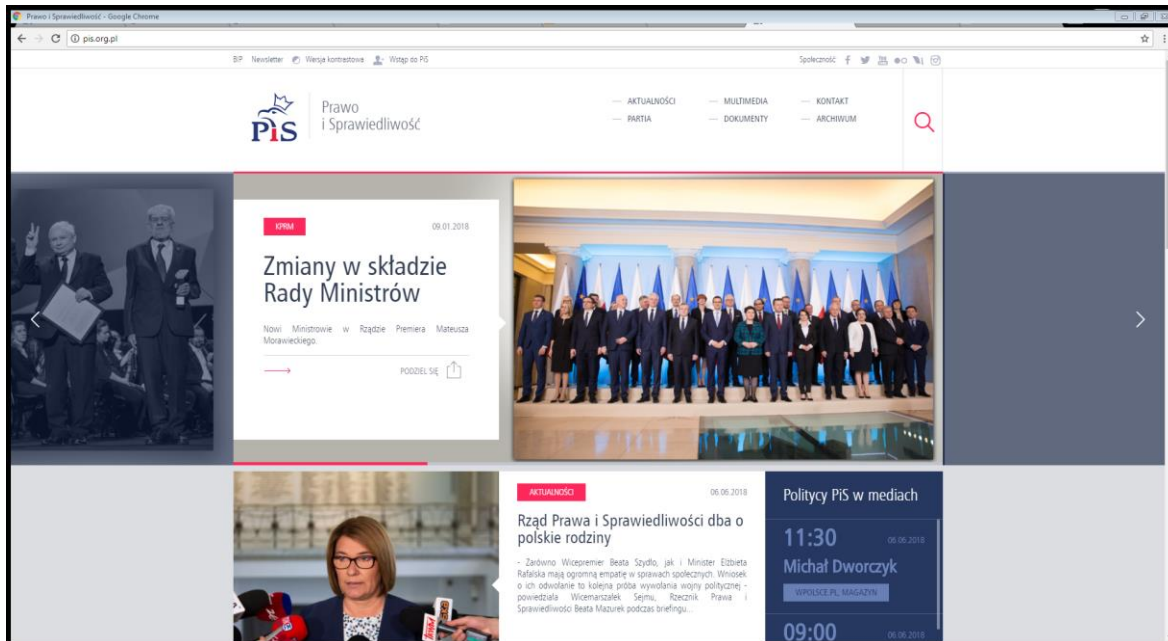 Prawo i Sprawiedliwość - Google Chrome
pis.org.pl
BIP Newsletter Wersja kontrastowa Wstąp do PiS
Społeczność
PiS
Prawo
i Sprawiedliwość
— AKTUALNOŚCI — MULTIMEDIA — KONTAKT
— PARTIA — DOKUMENTY — ARCHIWUM
KPRM 09.01.2018
Zmiany w składzie
Rady Ministrów
Nowi Ministrowie w Rządzie Premiera Mateusza
Morawieckiego.
PODZIEL SIĘ
AKTUALNOŚCI 06.06.2018
Rząd Prawa i Sprawiedliwości dba o
polskie rodziny
- Zarówno Wicepremier Beata Szydło, jak i Minister Elżbieta
Rafalska mają ogromną empatię w sprawach społecznych. Wniosek
o ich odwołanie to kolejna próba wywołania wojny politycznej -
powiedziała Wicemarszałek Sejmu, Rzecznik Prawa i
Sprawiedliwości Beata Mazurek podczas briefingu...
Politycy PiS w mediach
11:30 06.06.2018
Michał Dworczyk
WPOLSCE.PL, MAGAZYN
09:00 06.06.2018